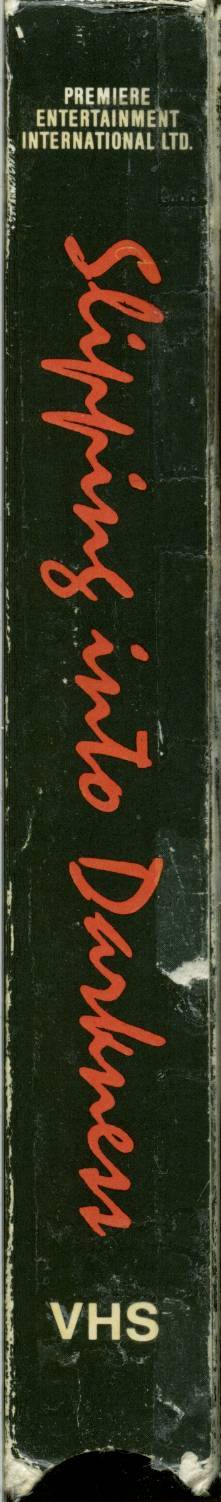 PREMIERE
ENTERTAINMENT
INTERNATIONAL LTD.
Slipping into Darkness
VHS